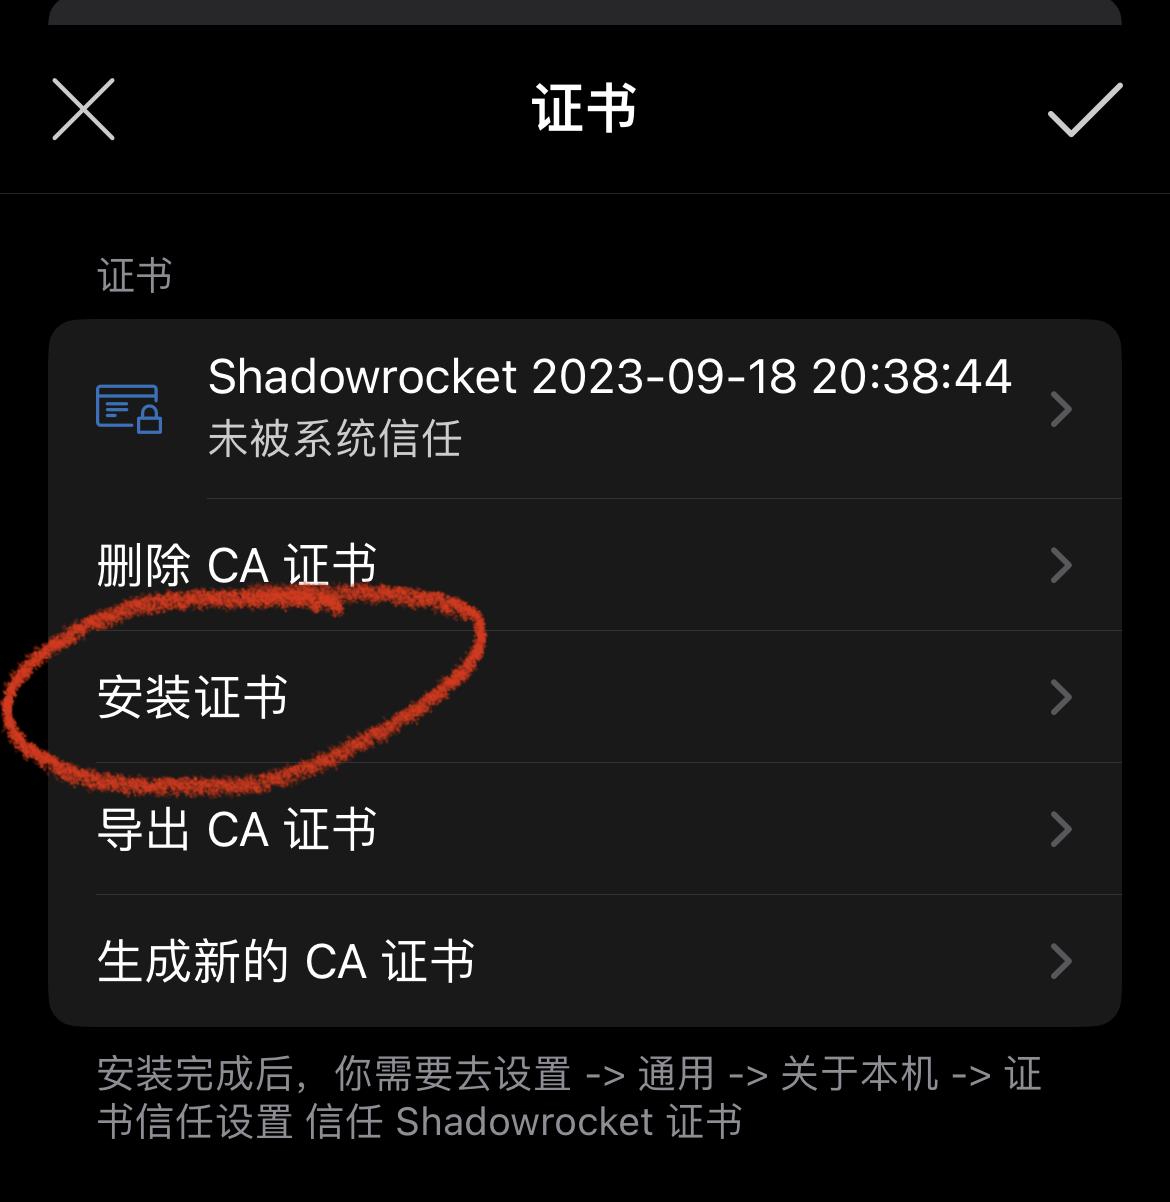 证书
证书
Shadowrocket 2023-09-18 20:38:44
未被系统信任
删除 CA 证书
安装证书
导出 CA 证书
生成新的 CA 证书
安装完成后，你需要去设置 -> 通用 -> 关于本机 -> 证
书信任设置 信任 Shadowrocket 证书